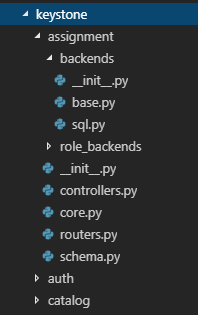 keystone
assignment
backends
__init__.py
base.py
sql.py
role_backends
__init__.py
controllers.py
core.py
routers.py
schema.py
auth
catalog